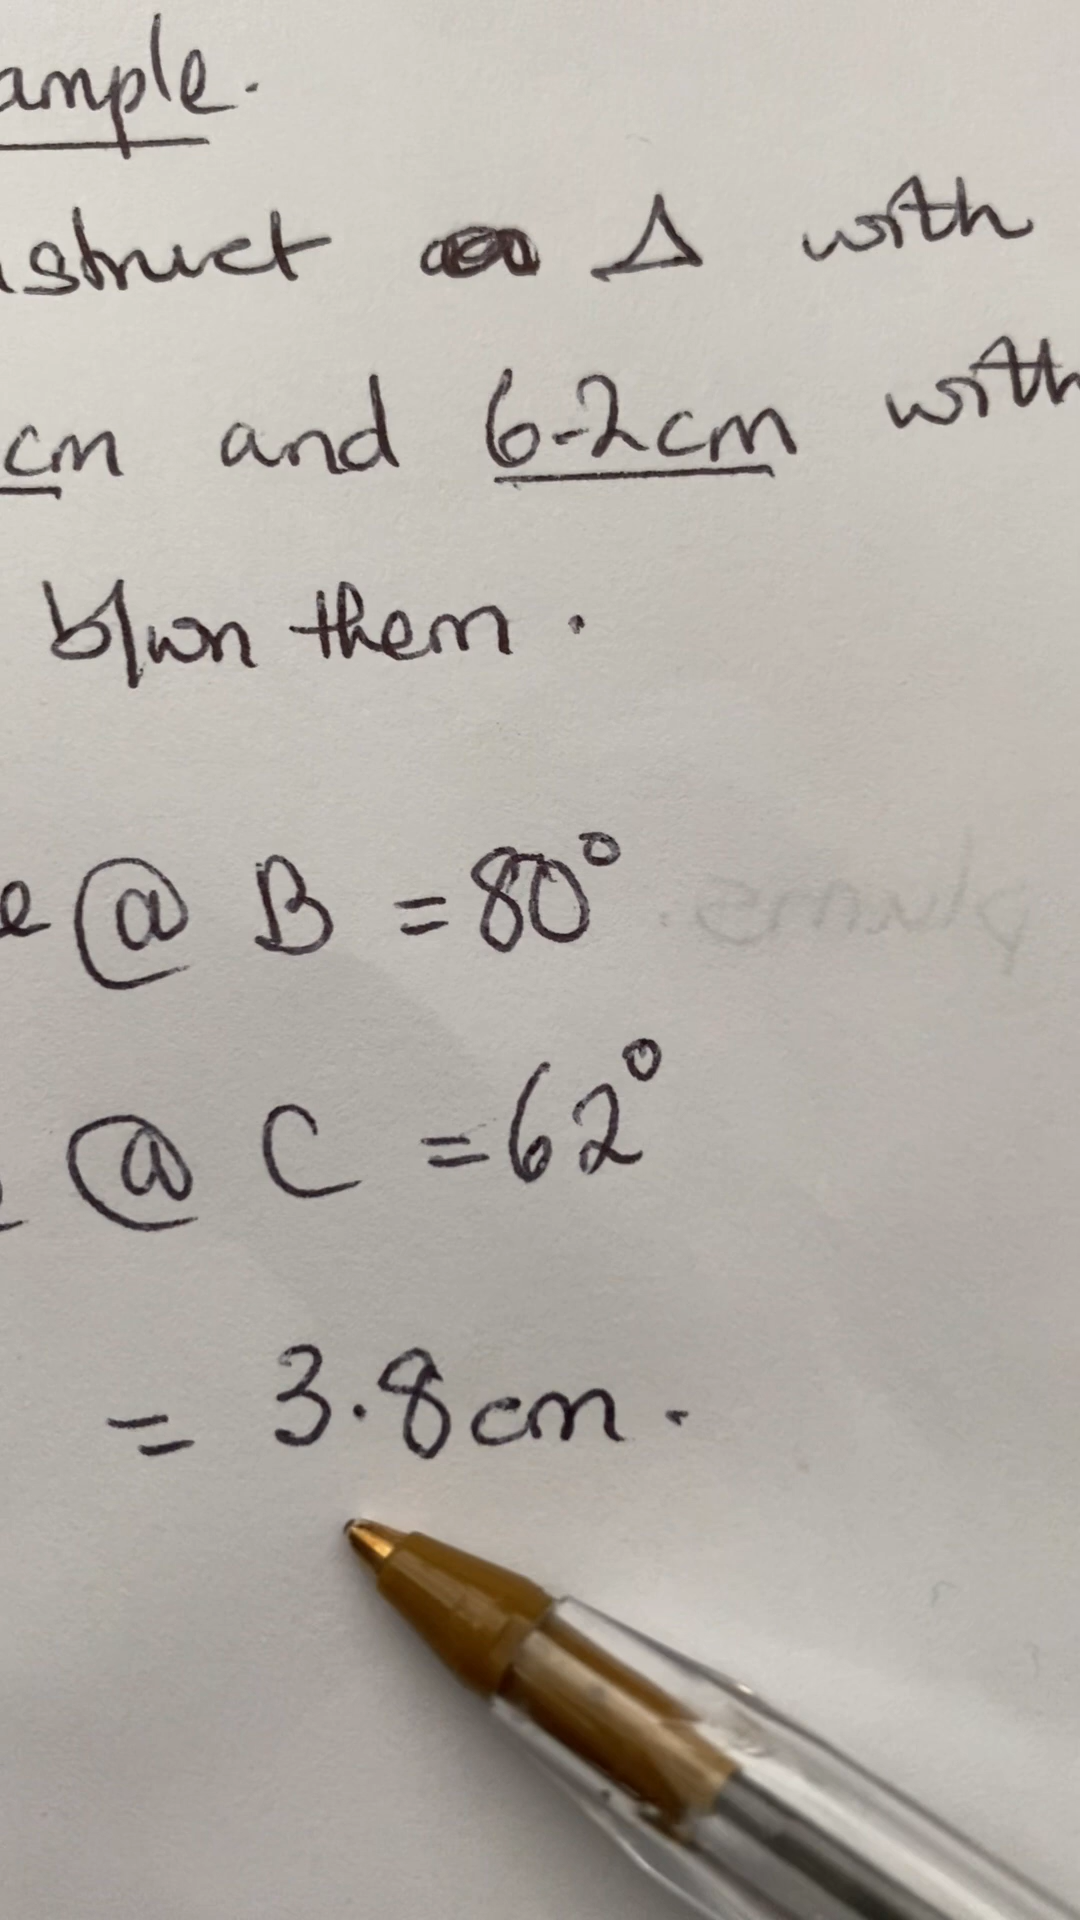 ample.
struct a Δ with
cm and 6.2cm with
b/wn them.
e @ B = 80°
@ C = 62°
= 3.8cm.